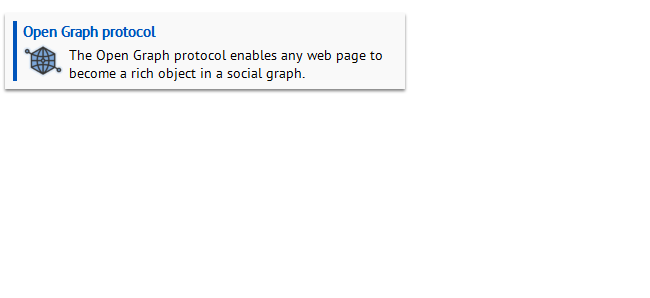 Open Graph protocol
The Open Graph protocol enables any web page to
become a rich object in a social graph.